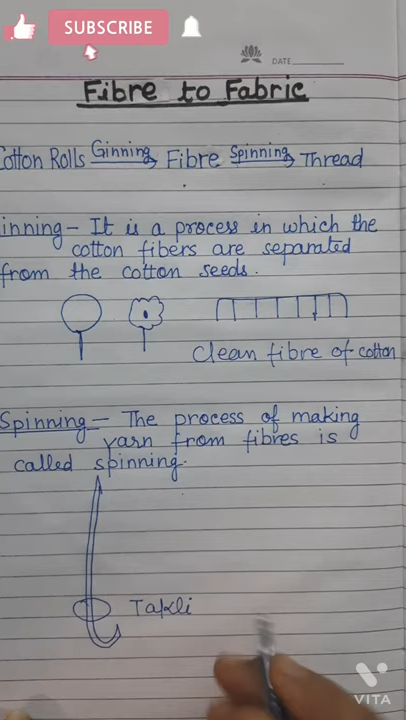 SUBSCRIBE
DATE
Fibre to Fabric
Cotton Rolls Ginning Fibre Spinning Thread
inning - It is a process in which the
cotton fibers are separated
from the cotton seeds.
Clean fibre of cotton
Spinning - The process of making
yarn from fibres is
called spinning.
Takli
VITA